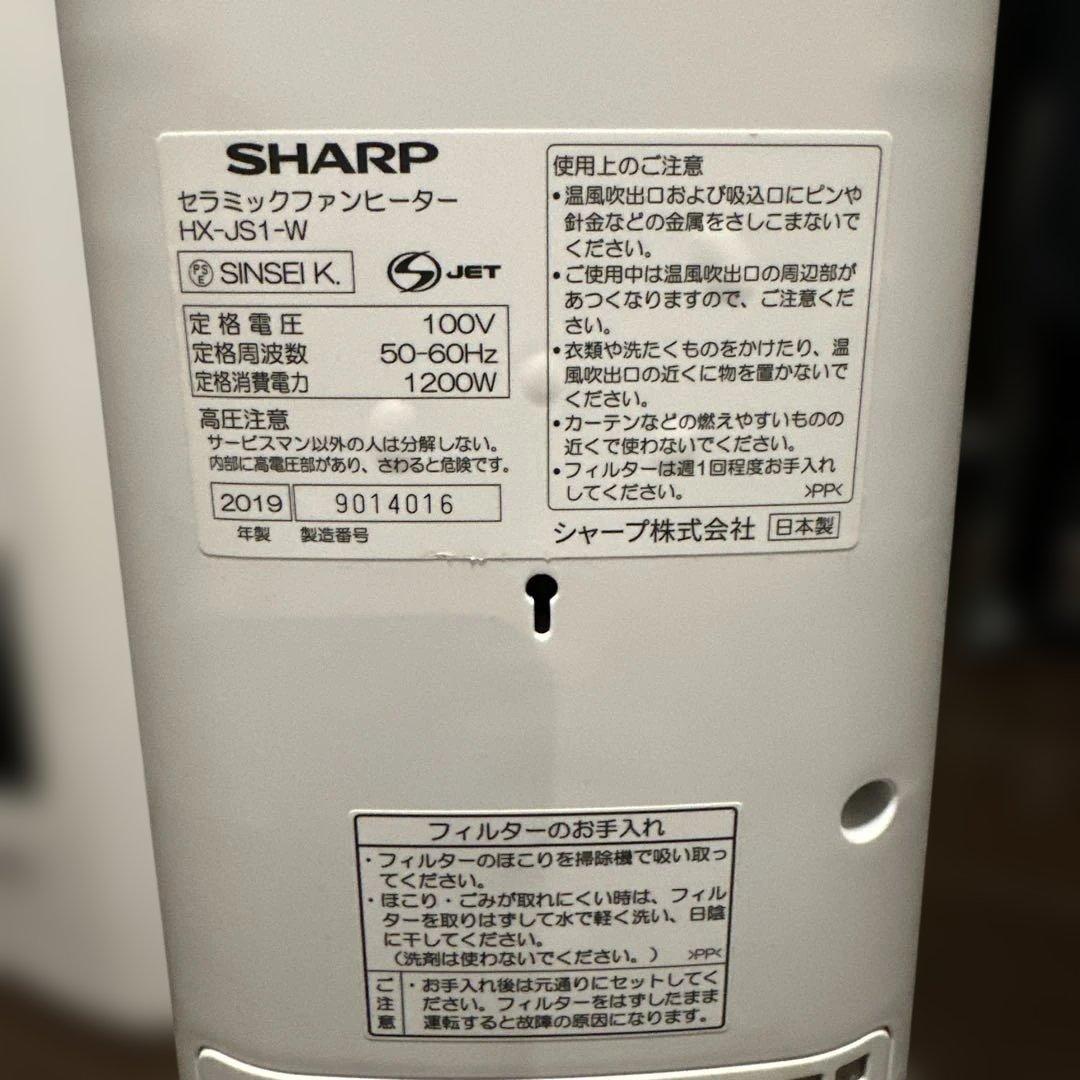 SHARP
セラミックファンヒーター
HX-JS1-W
PSE SINSEI K.
S JET
定格電圧 100V
定格周波数 50-60Hz
定格消費電力 1200W
高圧注意
サービスマン以外の人は分解しない。
内部に高電圧部があり、さわると危険です。
2019 9014016
年製 製造番号
使用上のご注意
•温風吹出口および吸込口にピンや
針金などの金属をさしこまないで
ください。
•ご使用中は温風吹出口の周辺部が
あつくなりますので、ご注意くだ
さい。
•衣類や洗たくものをかけたり、温
風吹出口の近くに物を置かないで
ください。
•カーテンなどの燃えやすいものの
近くで使わないでください。
•フィルターは週1回程度お手入れ
してください。 >PP<
シャープ株式会社 日本製
フィルターのお手入れ
・フィルターのほこりを掃除機で吸い取っ
てください。
・ほこり・ごみが取れにくい時は、フィル
ターを取りはずして水で軽く洗い、日陰
に干してください。
（洗剤は使わないでください。） >PP<
ご注意
・お手入れ後は元通りにセットしてく
ださい。フィルターをはずしたまま
運転すると故障の原因になります。